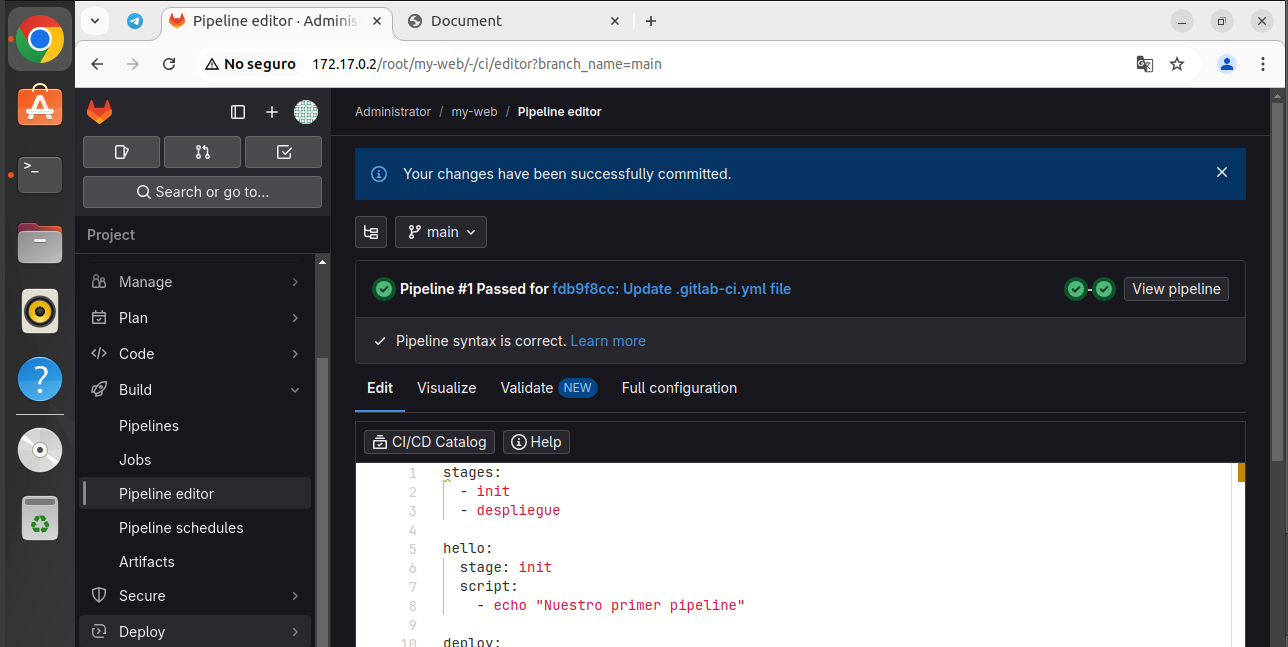 Pipeline editor · Adminis
Document
No seguro 172.17.0.2/root/my-web/-/ci/editor?branch_name=main
Search or go to...
Project
Manage
Plan
Code
Build
Pipelines
Jobs
Pipeline editor
Pipeline schedules
Artifacts
Secure
Deploy
Administrator / my-web / Pipeline editor
Your changes have been successfully committed.
main
Pipeline #1 Passed for fdb9f8cc: Update .gitlab-ci.yml file
View pipeline
Pipeline syntax is correct. Learn more
Edit Visualize Validate NEW Full configuration
CI/CD Catalog Help
1 stages:
2 - init
3 - despliegue
4
5 hello:
6 stage: init
7 script:
8 - echo "Nuestro primer pipeline"
9
10 deploy: